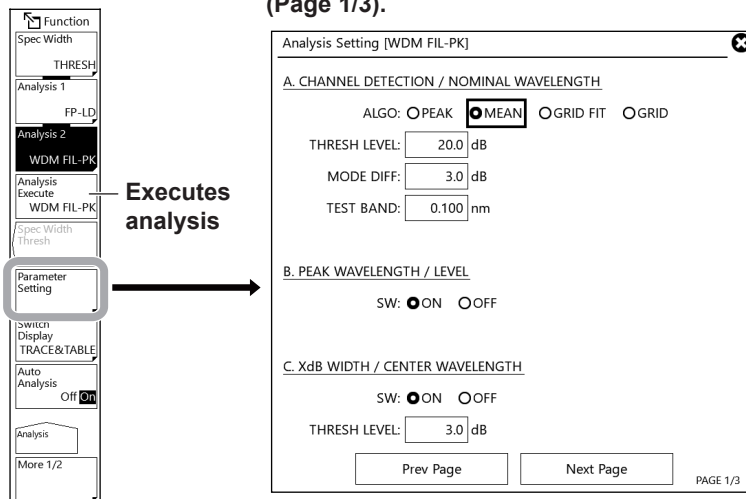 (Page 1/3).
Function
Spec Width
THRESH
Analysis 1
FP-LD
Analysis 2
WDM FIL-PK
Analysis
Execute
WDM FIL-PK
Spec Width
Thresh
Parameter
Setting
Switch
Display
TRACE&TABLE
Auto
Analysis
Off On
Analysis
More 1/2
Executes
analysis
Analysis Setting [WDM FIL-PK]
A. CHANNEL DETECTION / NOMINAL WAVELENGTH
ALGO: PEAK MEAN GRID FIT GRID
THRESH LEVEL: 20.0 dB
MODE DIFF: 3.0 dB
TEST BAND: 0.100 nm
B. PEAK WAVELENGTH / LEVEL
SW: ON OFF
C. XdB WIDTH / CENTER WAVELENGTH
SW: ON OFF
THRESH LEVEL: 3.0 dB
Prev Page Next Page
PAGE 1/3